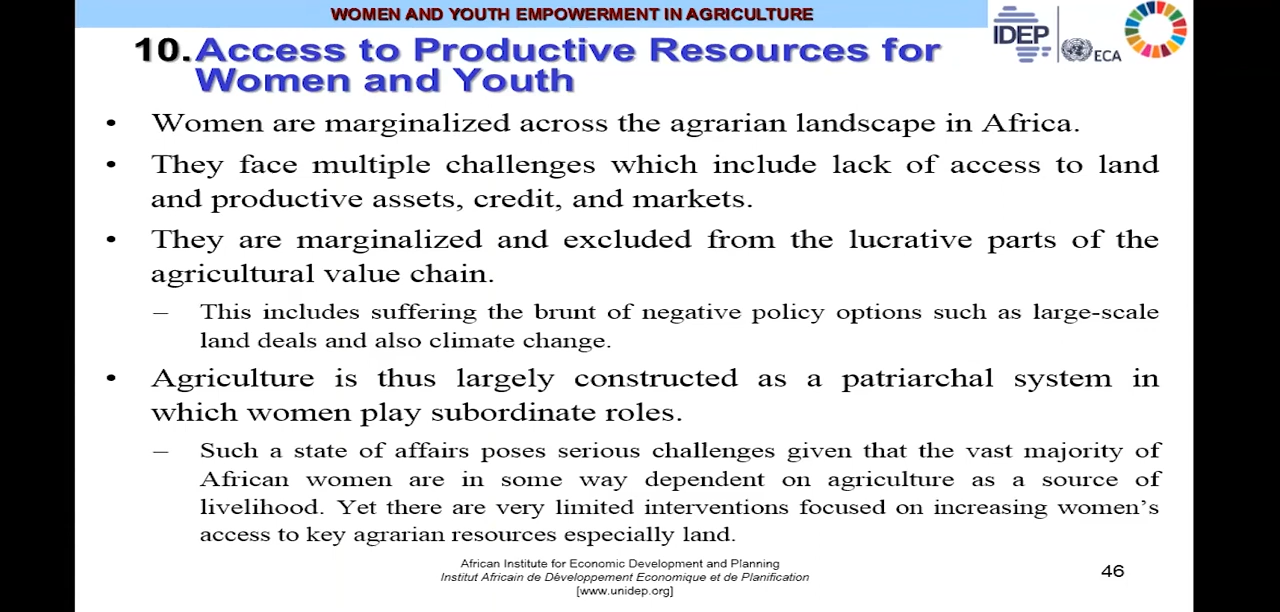 WOMEN AND YOUTH EMPOWERMENT IN AGRICULTURE
IDEP
ECA
10. Access to Productive Resources for
Women and Youth
• Women are marginalized across the agrarian landscape in Africa.
• They face multiple challenges which include lack of access to land
and productive assets, credit, and markets.
• They are marginalized and excluded from the lucrative parts of the
agricultural value chain.
– This includes suffering the brunt of negative policy options such as large-scale
land deals and also climate change.
• Agriculture is thus largely constructed as a patriarchal system in
which women play subordinate roles.
– Such a state of affairs poses serious challenges given that the vast majority of
African women are in some way dependent on agriculture as a source of
livelihood. Yet there are very limited interventions focused on increasing women's
access to key agrarian resources especially land.
African Institute for Economic Development and Planning
Institut Africain de Développement Economique et de Planification
[www.unidep.org]
46